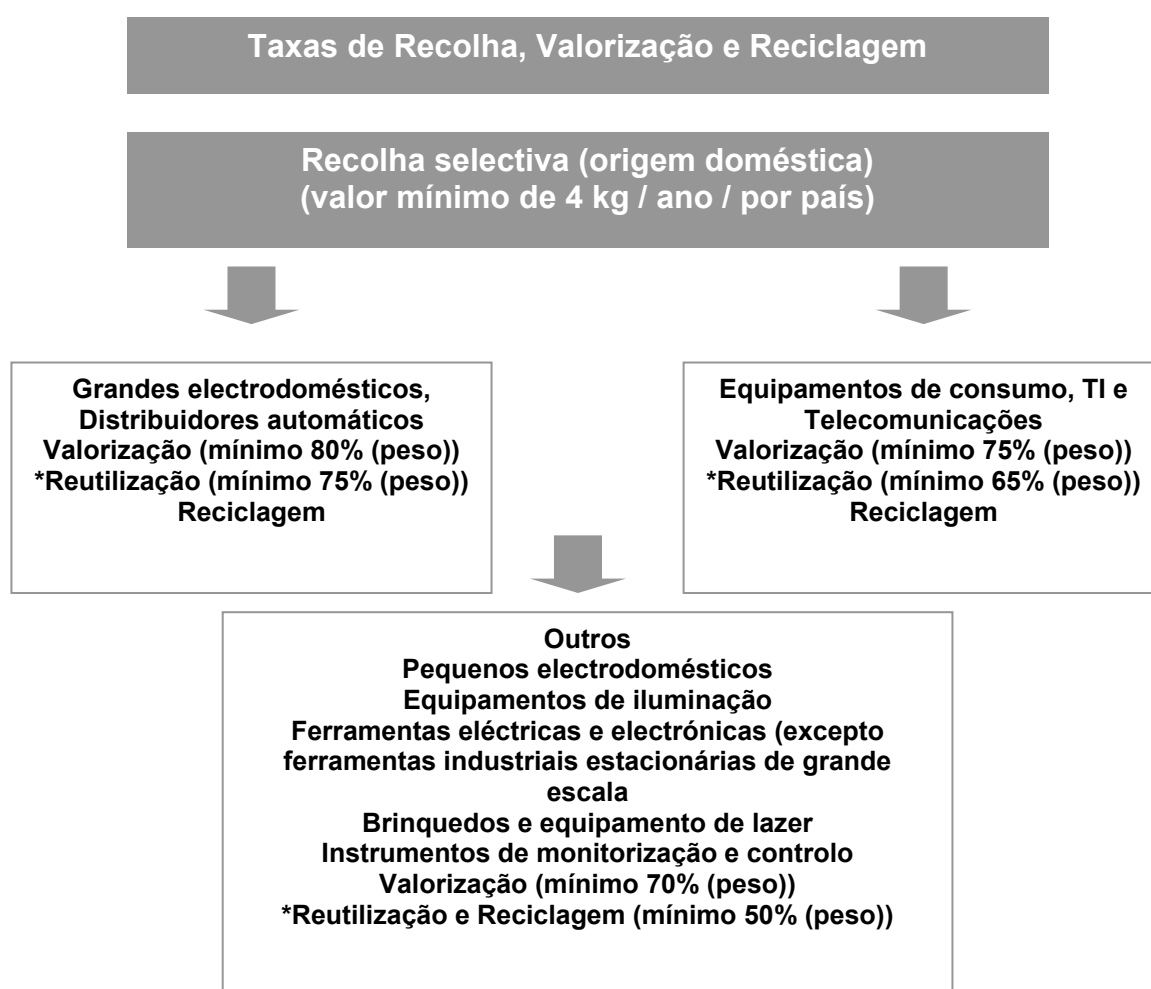 Taxas de Recolha, Valorização e Reciclagem
Recolha selectiva (origem doméstica)
(valor mínimo de 4 kg / ano / por país)
Grandes electrodomésticos,
Distribuidores automáticos
Valorização (mínimo 80% (peso))
*Reutilização (mínimo 75% (peso))
Reciclagem
Equipamentos de consumo, TI e
Telecomunicações
Valorização (mínimo 75% (peso))
*Reutilização (mínimo 65% (peso))
Reciclagem
Outros
Pequenos electrodomésticos
Equipamentos de iluminação
Ferramentas eléctricas e electrónicas (excepto
ferramentas industriais estacionárias de grande
escala
Brinquedos e equipamento de lazer
Instrumentos de monitorização e controlo
Valorização (mínimo 70% (peso))
*Reutilização e Reciclagem (mínimo 50% (peso))